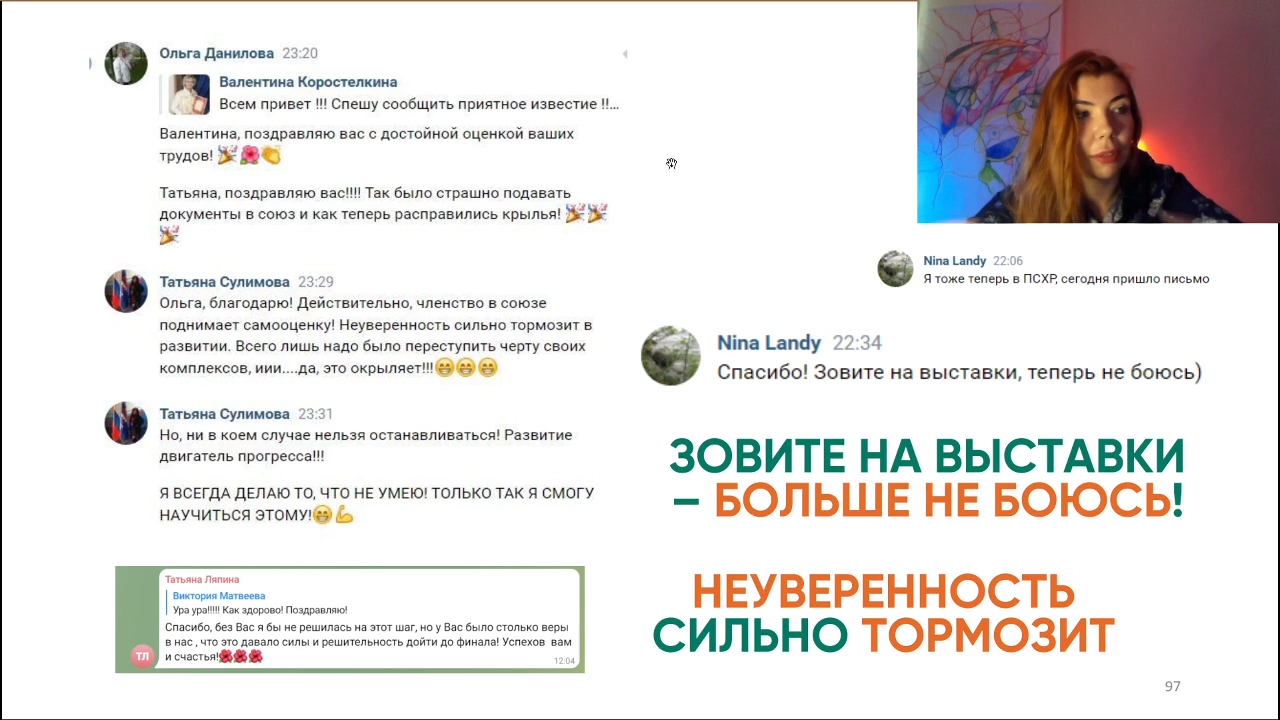 Ольга Данилова 23:20
Валентина Коростелкина
Всем привет !!! Спешу сообщить приятное известие !!...
Валентина, поздравляю вас с достойной оценкой ваших
трудов! 🎉🌺👏
Татьяна, поздравляю вас!!!! Так было страшно подавать
документы в союз и как теперь расправились крылья! 🎉🎉
🎉
Татьяна Сулимова 23:29
Ольга, благодарю! Действительно, членство в союзе
поднимает самооценку! Неуверенность сильно тормозит в
развитии. Всего лишь надо было переступить черту своих
комплексов, иии....да, это окрыляет!!!😁😁😁
Татьяна Сулимова 23:31
Но, ни в коем случае нельзя останавливаться! Развитие
двигатель прогресса!!!
Я ВСЕГДА ДЕЛАЮ ТО, ЧТО НЕ УМЕЮ! ТОЛЬКО ТАК Я СМОГУ
НАУЧИТЬСЯ ЭТОМУ!😁💪
Татьяна Ляпина
Виктория Матвеева
Ура ура!!!!! Как здорово! Поздравляю!
Спасибо, без Вас я бы не решилась на этот шаг, но у Вас было столько веры
в нас , что это давало силы и решительность дойти до финала! Успехов вам
и счастья!🌺🌺🌺
ТЛ
12:04
Nina Landy 22:06
Я тоже теперь в ПСХР, сегодня пришло письмо
Nina Landy 22:34
Спасибо! Зовите на выставки, теперь не боюсь)
ЗОВИТЕ НА ВЫСТАВКИ
– БОЛЬШЕ НЕ БОЮСЬ!
НЕУВЕРЕННОСТЬ
СИЛЬНО ТОРМОЗИТ
97